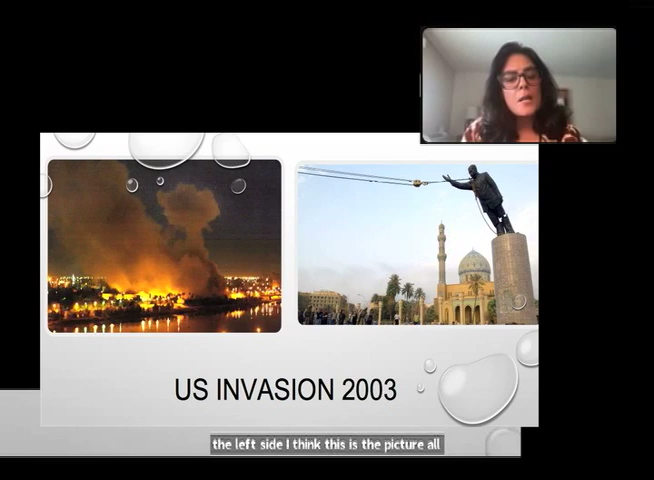 US INVASION 2003
the left side I think this is the picture all